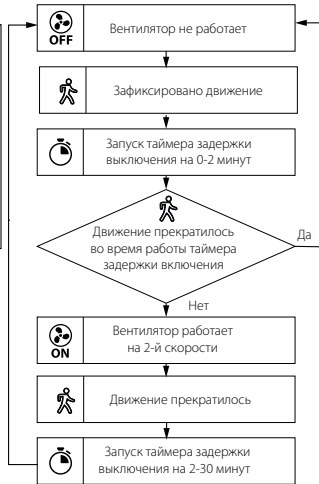 OFF
Вентилятор не работает
Зафиксировано движение
Запуск таймера задержки
выключения на 0-2 минут
Движение прекратилось
во время работы таймера
задержки включения
Да
Нет
ON
Вентилятор работает
на 2-й скорости
Движение прекратилось
Запуск таймера задержки
выключения на 2-30 минут